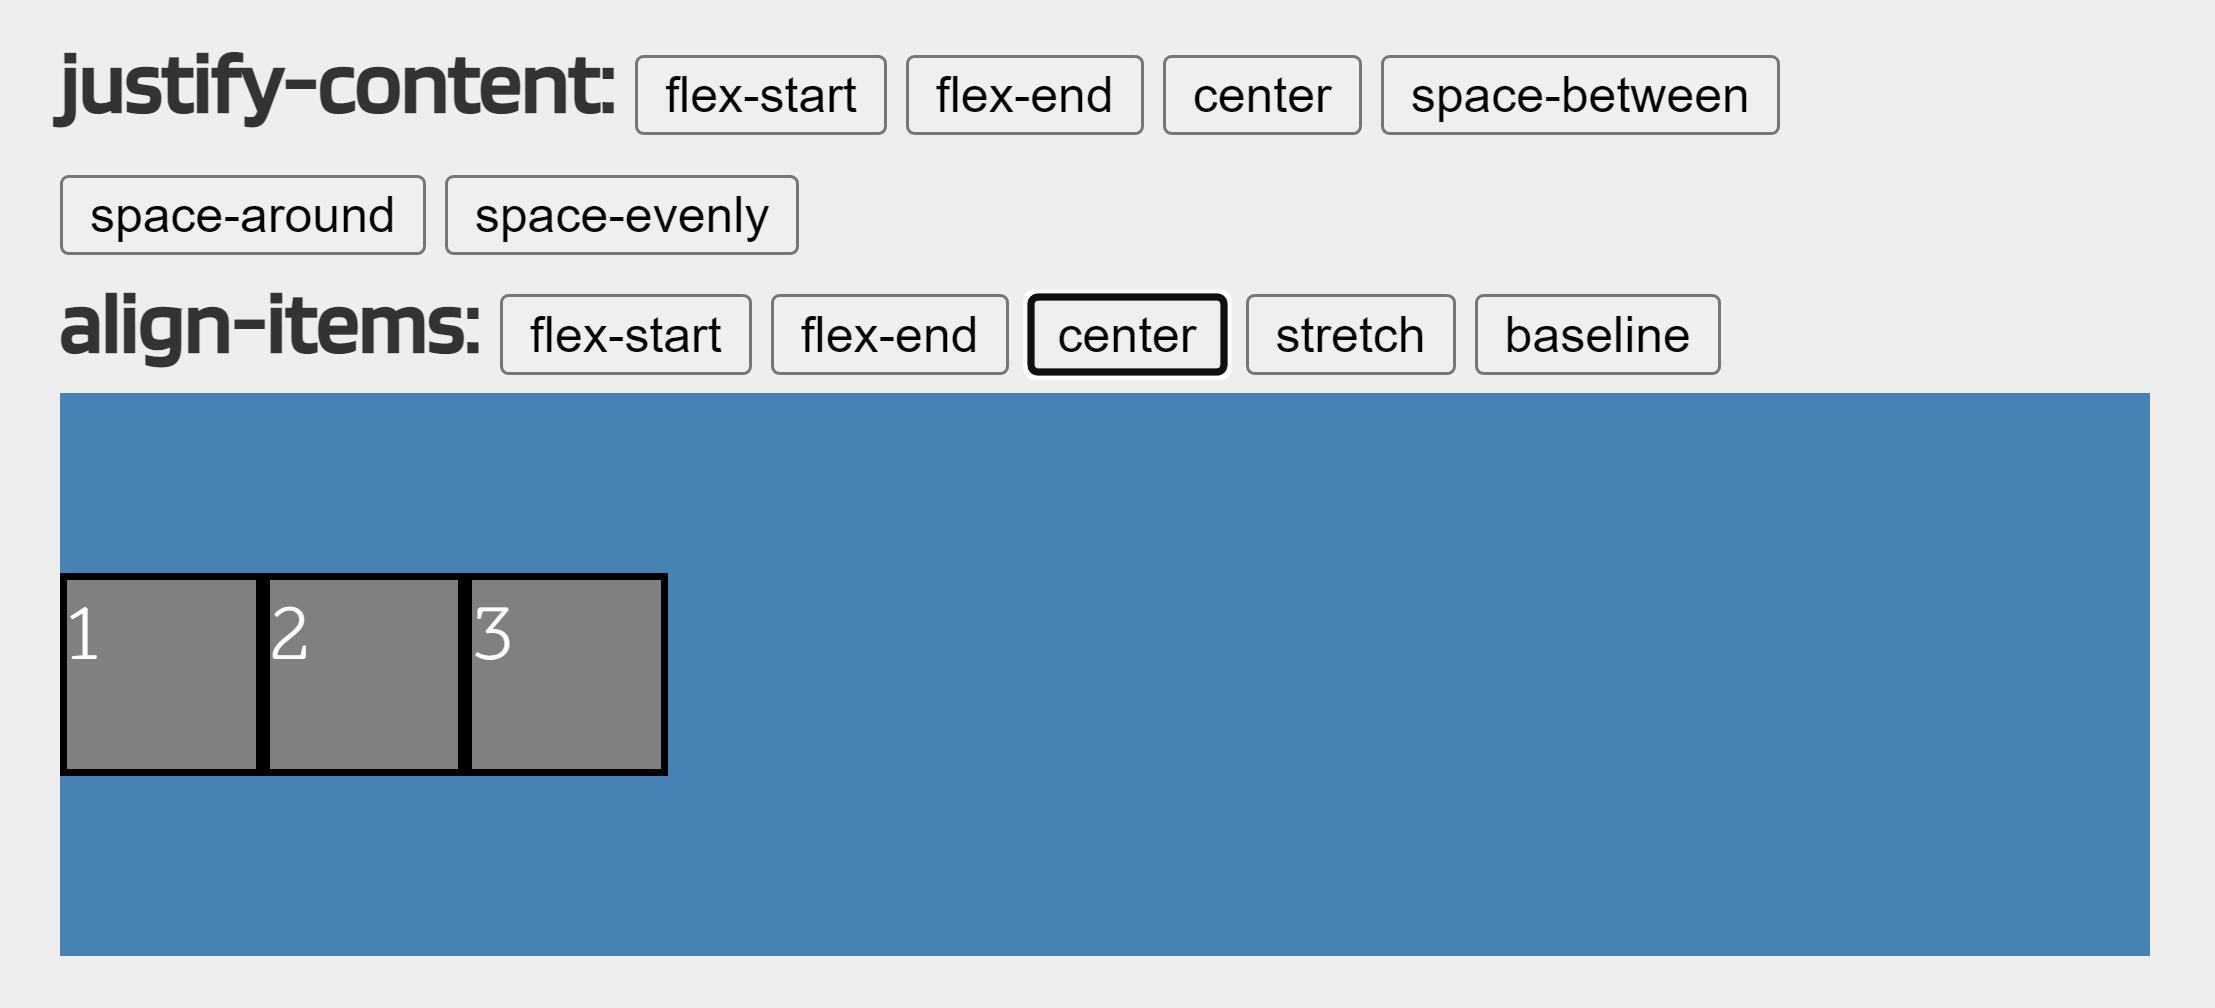 justify-content: flex-start flex-end center space-between
space-around space-evenly
align-items: flex-start flex-end center stretch baseline
1 2 3